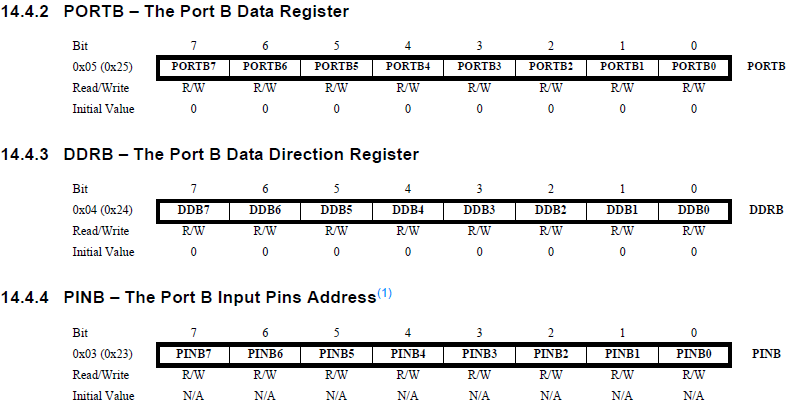 14.4.2 PORTB – The Port B Data Register
Bit 7 6 5 4 3 2 1 0
0x05 (0x25) PORTB7 PORTB6 PORTB5 PORTB4 PORTB3 PORTB2 PORTB1 PORTB0 PORTB
Read/Write R/W R/W R/W R/W R/W R/W R/W R/W
Initial Value 0 0 0 0 0 0 0 0
14.4.3 DDRB – The Port B Data Direction Register
Bit 7 6 5 4 3 2 1 0
0x04 (0x24) DDB7 DDB6 DDB5 DDB4 DDB3 DDB2 DDB1 DDB0 DDRB
Read/Write R/W R/W R/W R/W R/W R/W R/W R/W
Initial Value 0 0 0 0 0 0 0 0
14.4.4 PINB – The Port B Input Pins Address(1)
Bit 7 6 5 4 3 2 1 0
0x03 (0x23) PINB7 PINB6 PINB5 PINB4 PINB3 PINB2 PINB1 PINB0 PINB
Read/Write R/W R/W R/W R/W R/W R/W R/W R/W
Initial Value N/A N/A N/A N/A N/A N/A N/A N/A